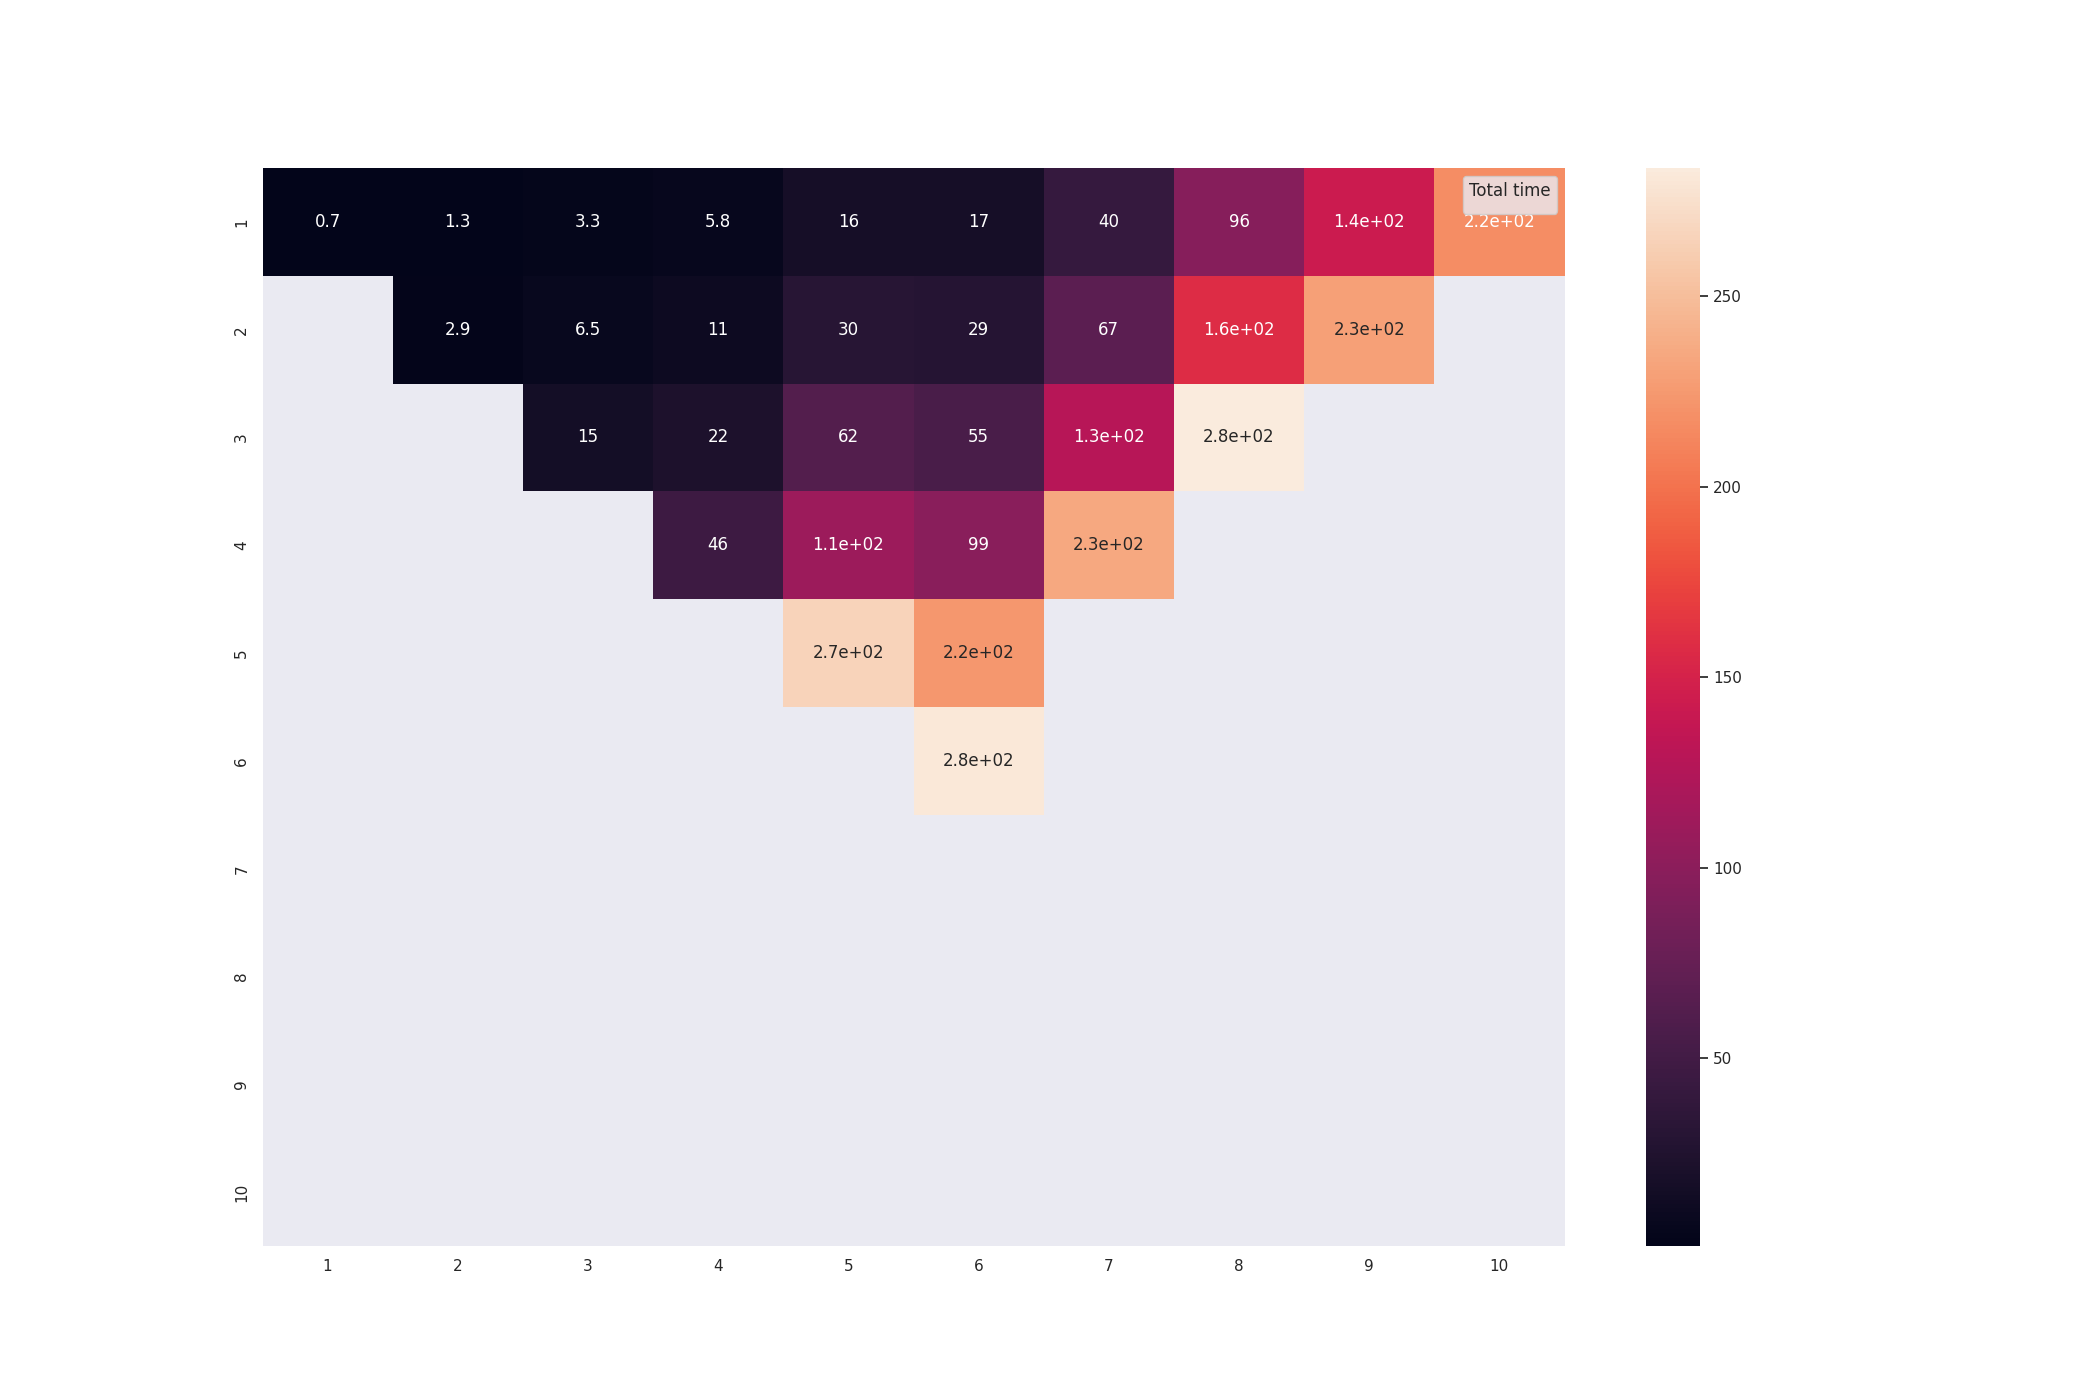 Total time
1 0.7 1.3 3.3 5.8 16 17 40 96 1.4e+02 2.2e+02
250
2 2.9 6.5 11 30 29 67 1.6e+02 2.3e+02
3 15 22 62 55 1.3e+02 2.8e+02
200
4 46 1.1e+02 99 2.3e+02
5 2.7e+02 2.2e+02
150
6 2.8e+02
7
100
8
9
50
10
1 2 3 4 5 6 7 8 9 10